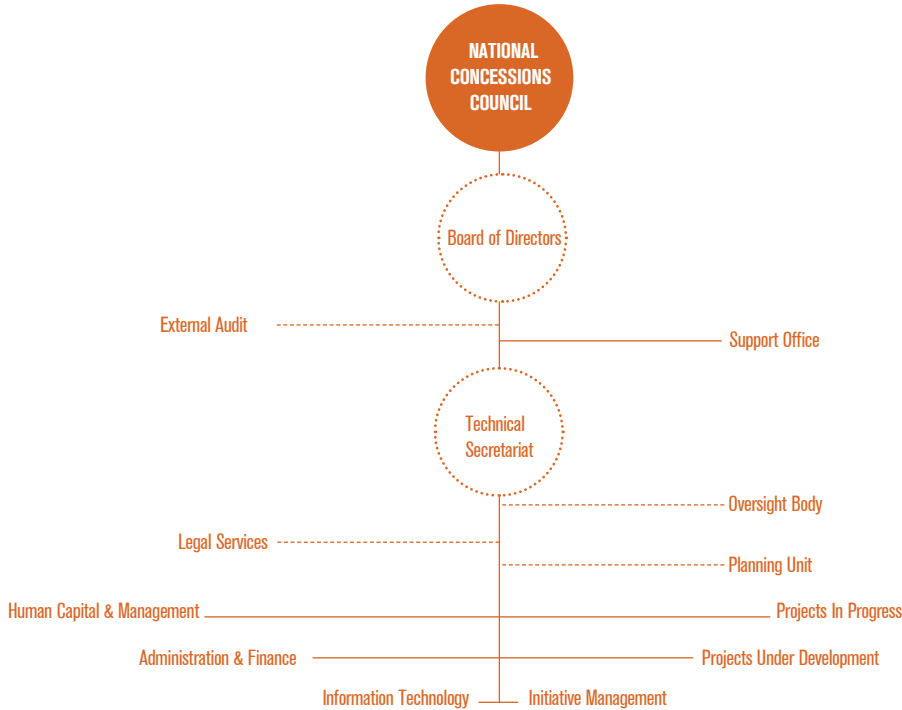 NATIONAL
CONCESSIONS
COUNCIL
Board of Directors
External Audit
Support Office
Technical
Secretariat
Oversight Body
Legal Services
Planning Unit
Human Capital & Management
Projects In Progress
Administration & Finance
Projects Under Development
Information Technology
Initiative Management